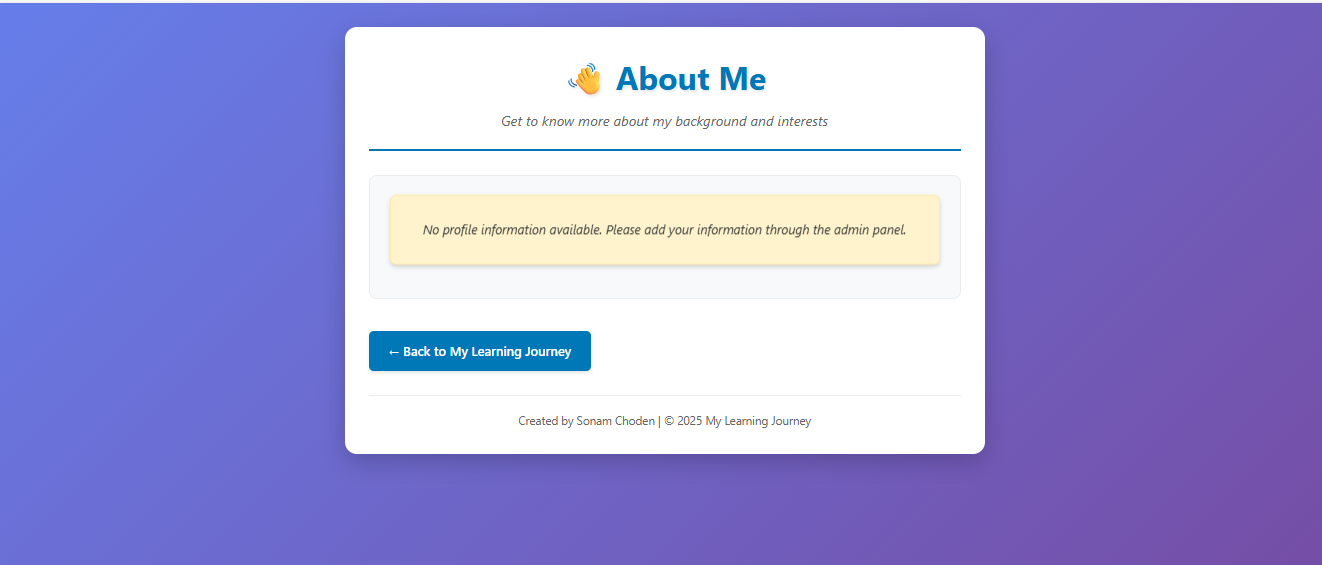 👋 About Me
Get to know more about my background and interests
No profile information available. Please add your information through the admin panel.
← Back to My Learning Journey
Created by Sonam Choden | © 2025 My Learning Journey